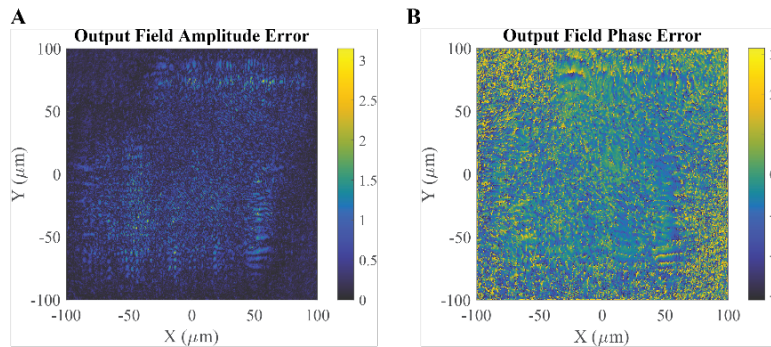 A
Output Field Amplitude Error
100
50
0
-50
-100
Y (μm)
-100 -50 0 50 100
X (μm)
3
2.5
2
1.5
1
0.5
0
B
Output Field Phasc Error
100
50
0
-50
-100
Y (μm)
-100 -50 0 50 100
X (μm)